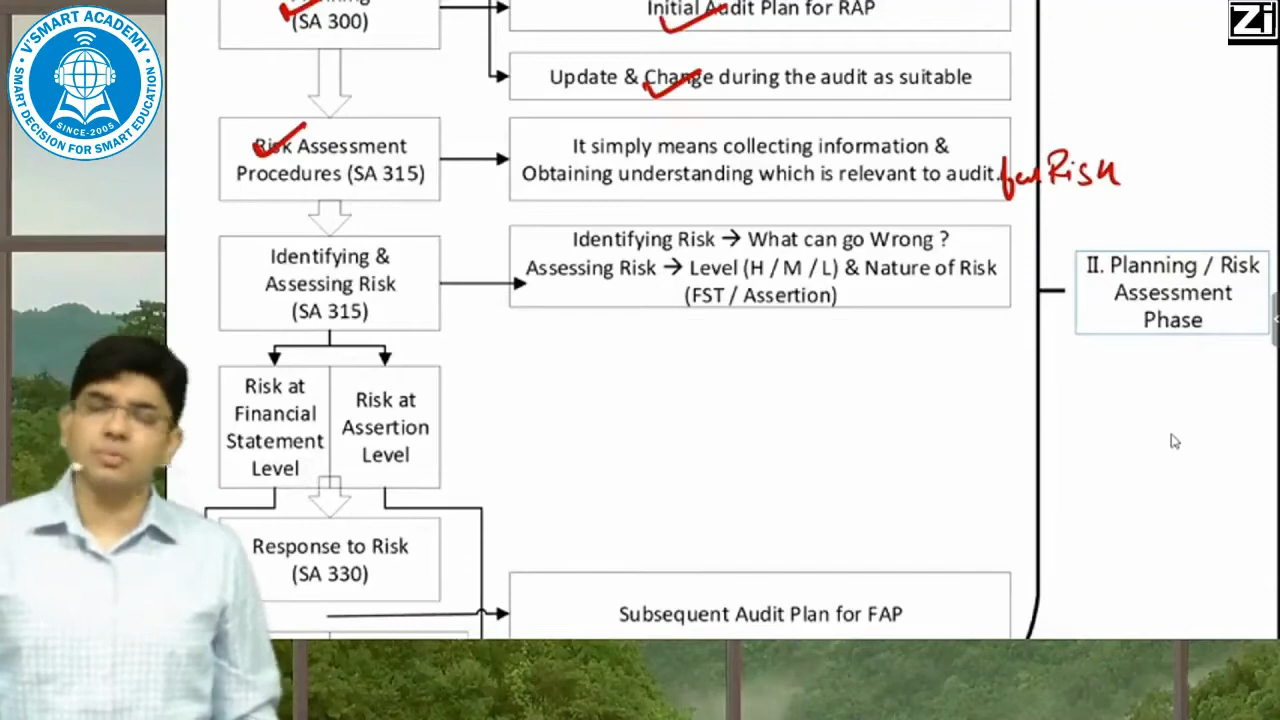 V'SMART ACADEMY
SINCE-2005
SMART DECISION FOR SMART EDUCATION
Zi
(SA 300)
Initial Audit Plan for RAP
Update & Change during the audit as suitable
Risk Assessment
Procedures (SA 315)
It simply means collecting information &
Obtaining understanding which is relevant to audit.
for Risk
Identifying &
Assessing Risk
(SA 315)
Identifying Risk → What can go Wrong ?
Assessing Risk → Level (H / M / L) & Nature of Risk
(FST / Assertion)
II. Planning / Risk
Assessment
Phase
Risk at
Financial
Statement
Level
Risk at
Assertion
Level
Response to Risk
(SA 330)
Subsequent Audit Plan for FAP